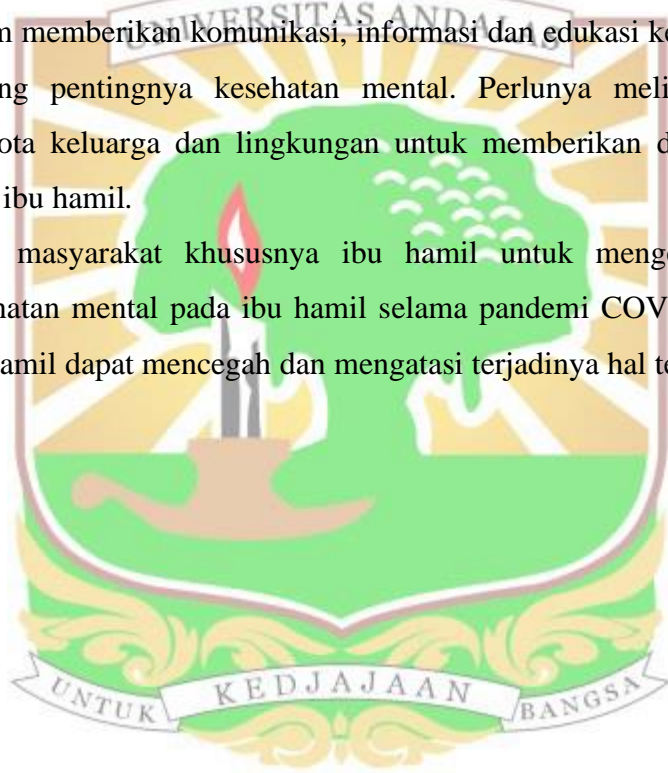 UNIVERSITAS ANDALAS
m memberikan komunikasi, informasi dan edukasi ke
ng pentingnya kesehatan mental. Perlunya meli
ota keluarga dan lingkungan untuk memberikan d
ibu hamil.
masyarakat khususnya ibu hamil untuk menge
hatan mental pada ibu hamil selama pandemi COV
amil dapat mencegah dan mengatasi terjadinya hal te
UNTUK KEDJAJAAN BANGSA